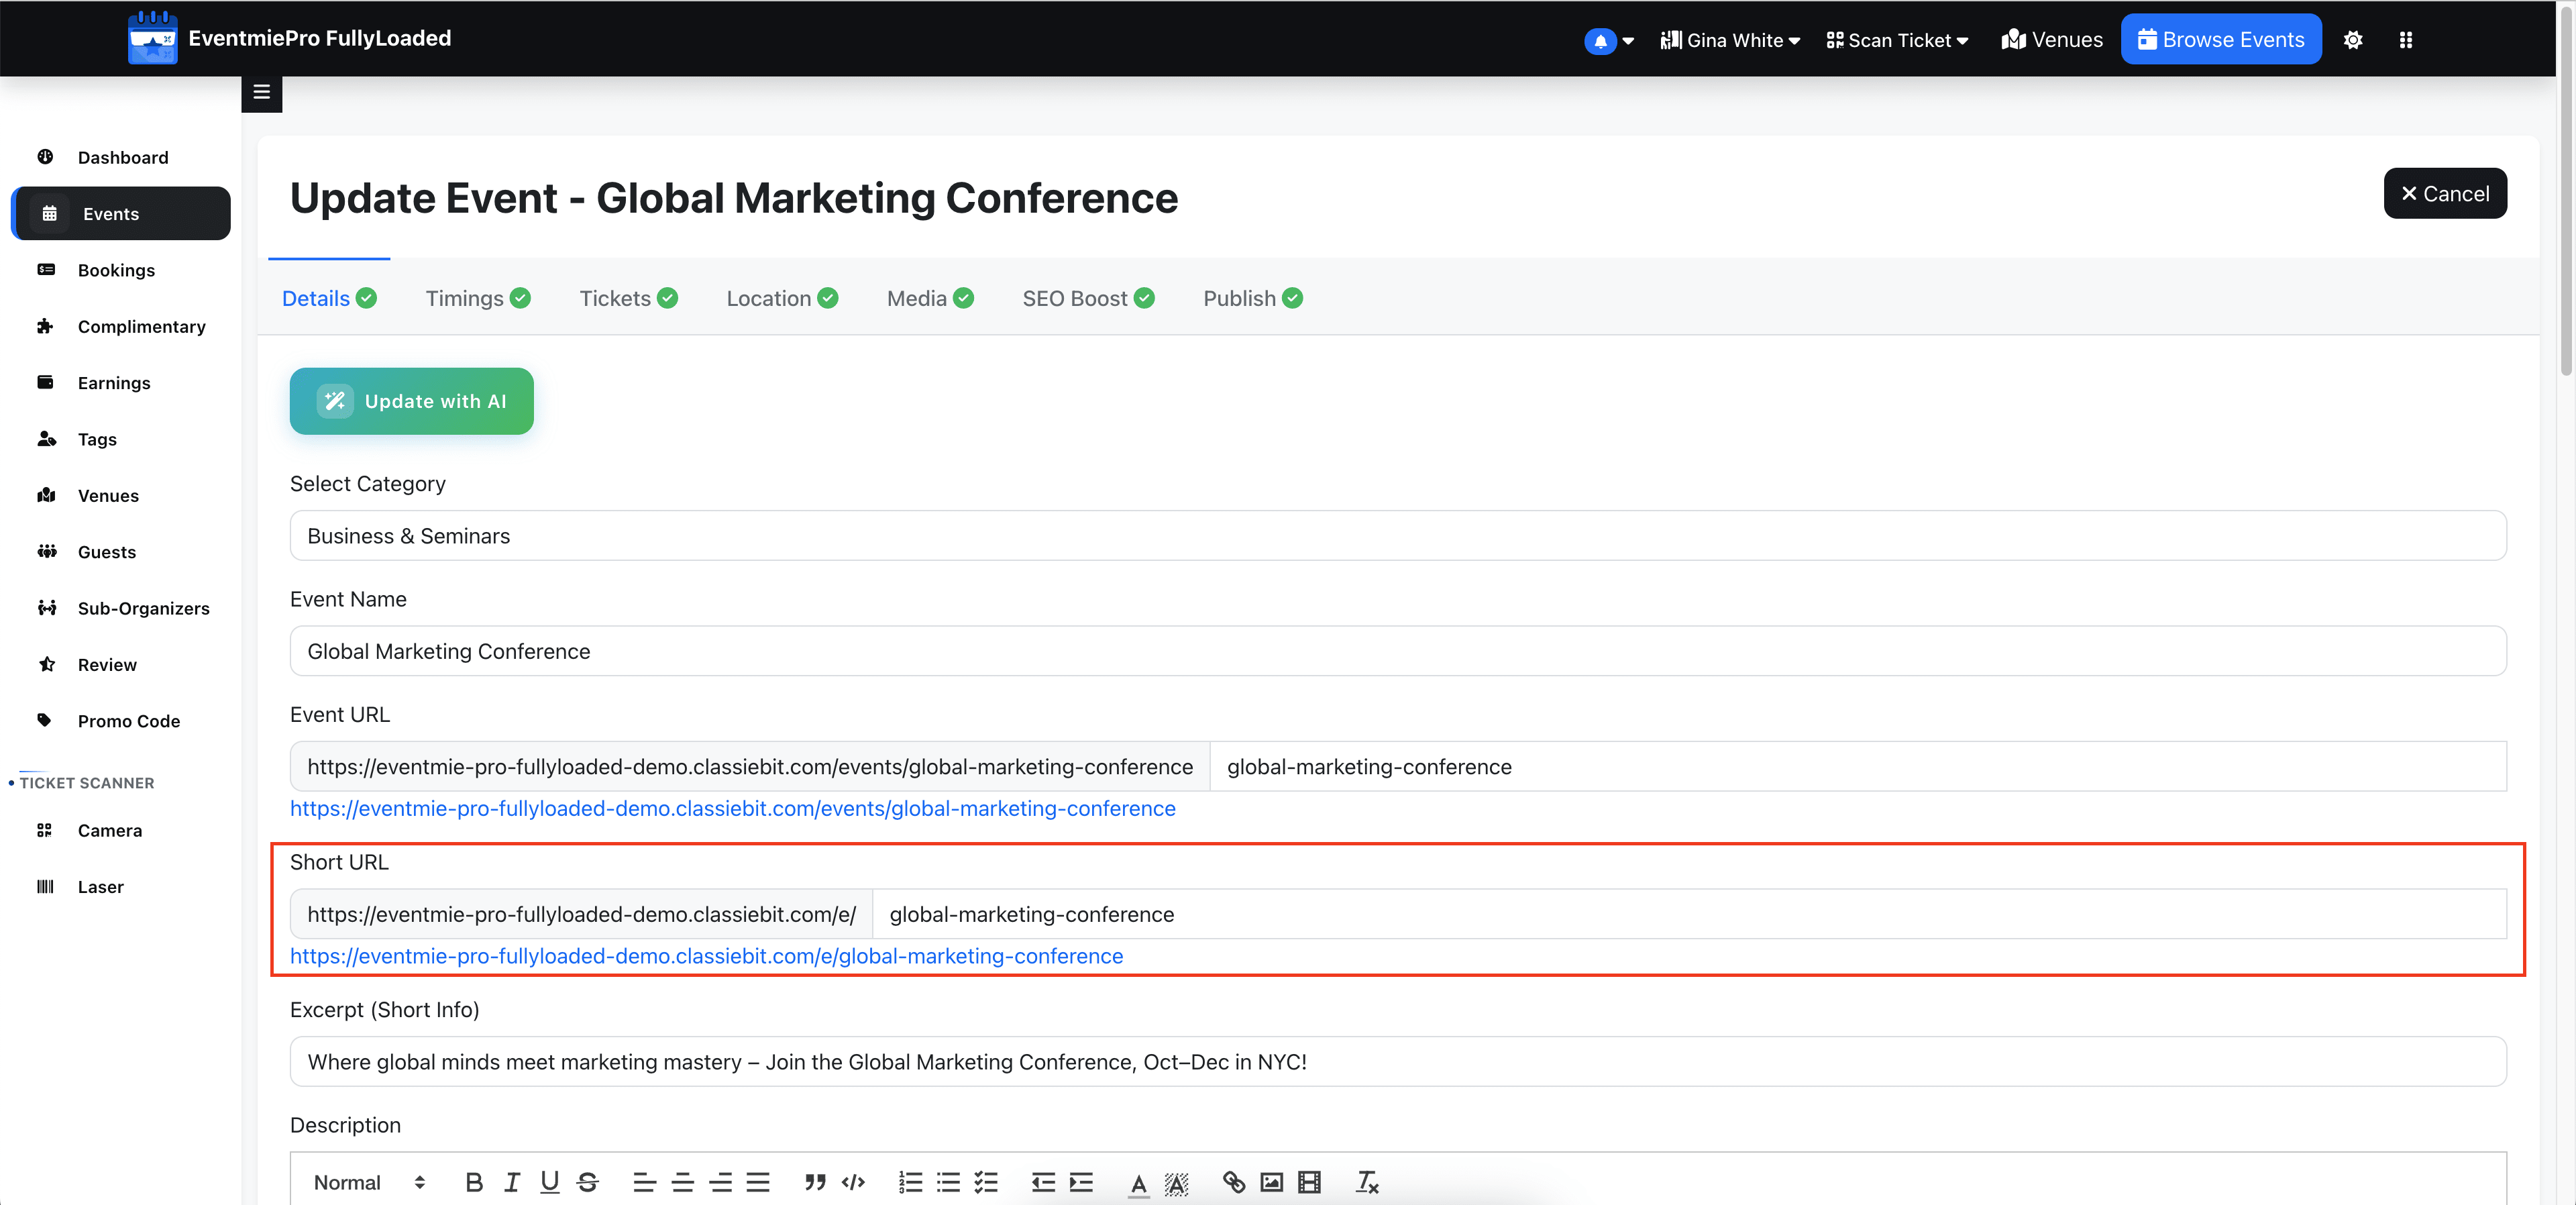 EventmiePro FullyLoaded
Gina White
Scan Ticket
Venues
Browse Events
Dashboard
Events
Bookings
Complimentary
Earnings
Tags
Venues
Guests
Sub-Organizers
Review
Promo Code
TICKET SCANNER
Camera
Laser
Update Event - Global Marketing Conference
Cancel
Details
Timings
Tickets
Location
Media
SEO Boost
Publish
Update with AI
Select Category
Business & Seminars
Event Name
Global Marketing Conference
Event URL
https://eventmie-pro-fullyloaded-demo.classiebit.com/events/global-marketing-conference
global-marketing-conference
https://eventmie-pro-fullyloaded-demo.classiebit.com/events/global-marketing-conference
Short URL
https://eventmie-pro-fullyloaded-demo.classiebit.com/e/
global-marketing-conference
https://eventmie-pro-fullyloaded-demo.classiebit.com/e/global-marketing-conference
Excerpt (Short Info)
Where global minds meet marketing mastery – Join the Global Marketing Conference, Oct–Dec in NYC!
Description
Normal